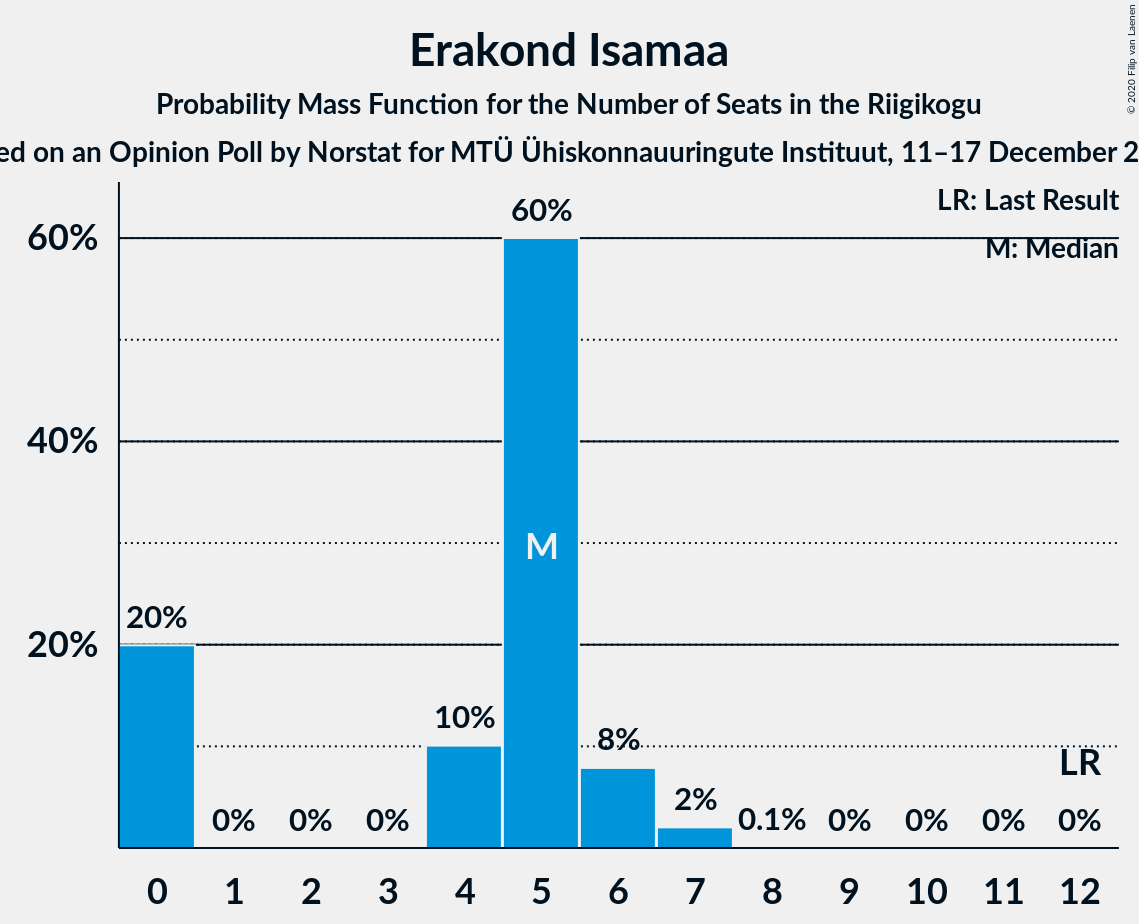 Erakond Isamaa
Probability Mass Function for the Number of Seats in the Riigikogu
ed on an Opinion Poll by Norstat for MTÜ Ühiskonnauuringute Instituut, 11–17 December 2
© 2020 Filip van Laenen
LR: Last Result
M: Median
60%
40%
20%
20% 0% 0% 0% 10% 60% 8% 2% 0.1% 0% 0% 0% 0%
M
LR
0 1 2 3 4 5 6 7 8 9 10 11 12